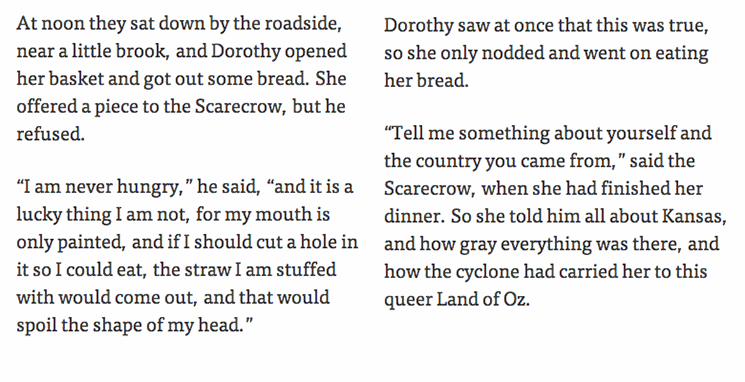 At noon they sat down by the roadside,
near a little brook, and Dorothy opened
her basket and got out some bread. She
offered a piece to the Scarecrow, but he
refused.
“I am never hungry,” he said, “and it is a
lucky thing I am not, for my mouth is
only painted, and if I should cut a hole in
it so I could eat, the straw I am stuffed
with would come out, and that would
spoil the shape of my head.”
Dorothy saw at once that this was true,
so she only nodded and went on eating
her bread.
“Tell me something about yourself and
the country you came from,” said the
Scarecrow, when she had finished her
dinner. So she told him all about Kansas,
and how gray everything was there, and
how the cyclone had carried her to this
queer Land of Oz.